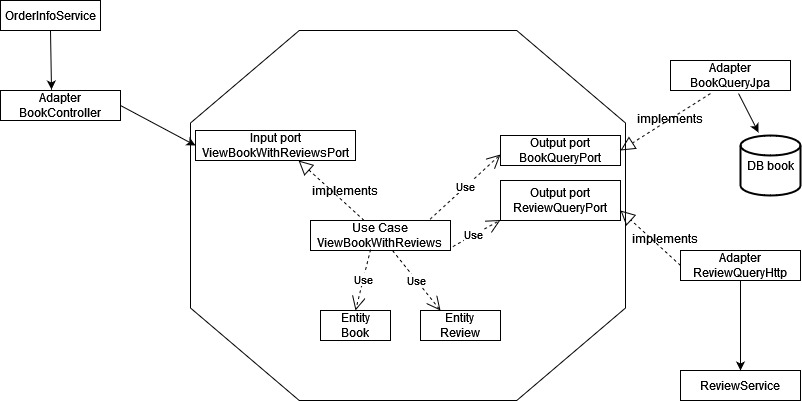 OrderInfoService
Adapter
BookController
Input port
ViewBookWithReviewsPort
implements
Use Case
ViewBookWithReviews
Use
Use
Entity
Book
Entity
Review
Use
Use
Output port
BookQueryPort
Output port
ReviewQueryPort
implements
Adapter
BookQueryJpa
DB book
implements
Adapter
ReviewQueryHttp
ReviewService